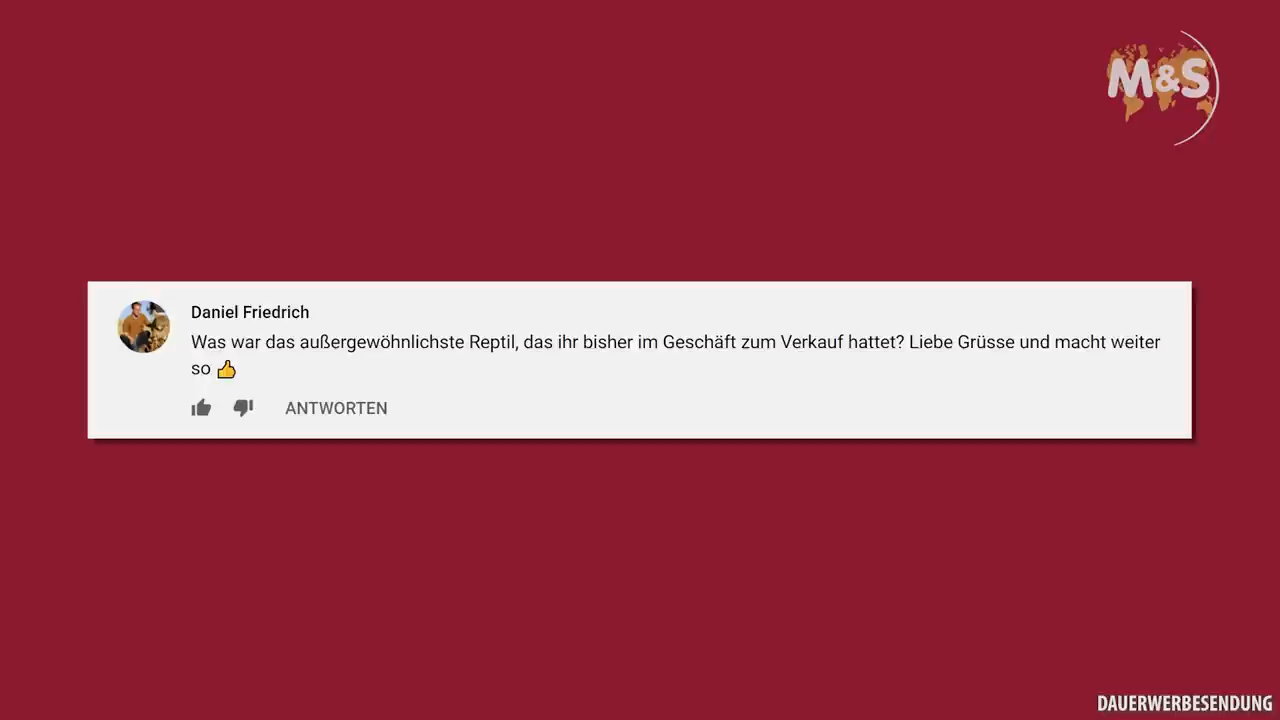 M&S
Daniel Friedrich
Was war das außergewöhnlichste Reptil, das ihr bisher im Geschäft zum Verkauf hattet? Liebe Grüsse und macht weiter
so 👍
ANTWORTEN
DAUERWERBESENDUNG